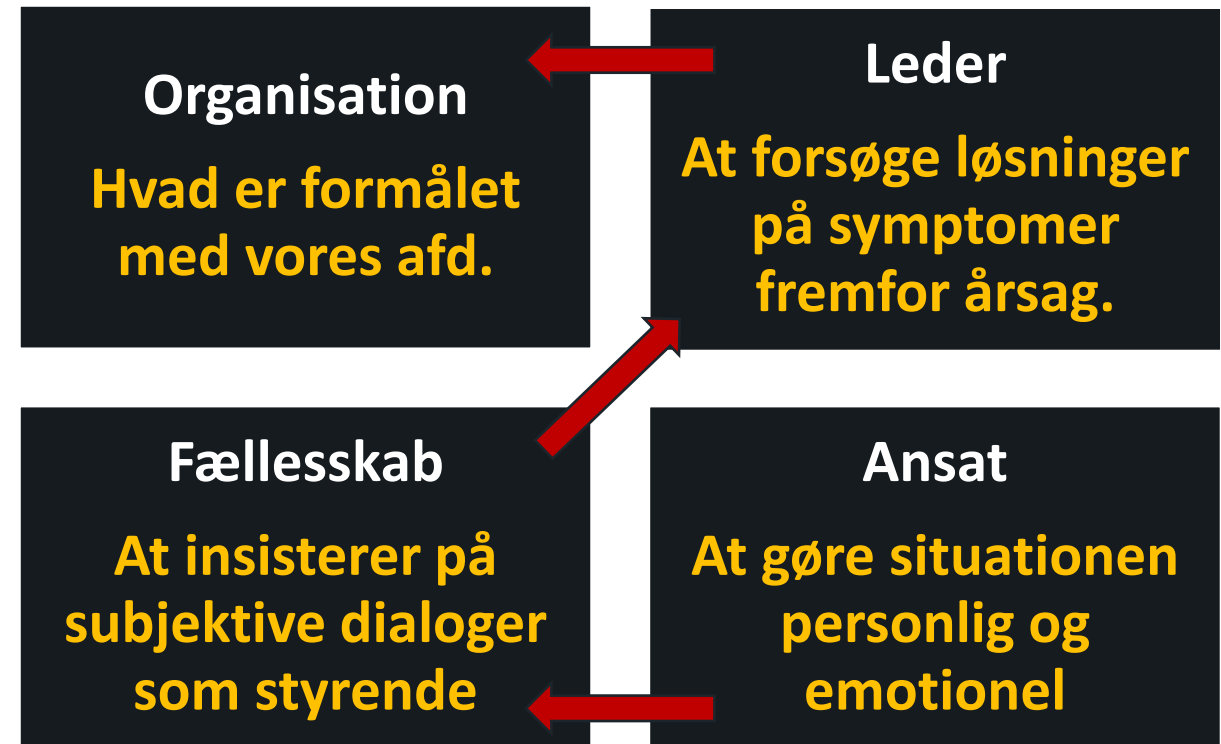 Organisation
Hvad er formålet
med vores afd.
Leder
At forsøge løsninger
på symptomer
fremfor årsag.
Fællesskab
At insisterer på
subjektive dialoger
som styrende
Ansat
At gøre situationen
personlig og
emotionel